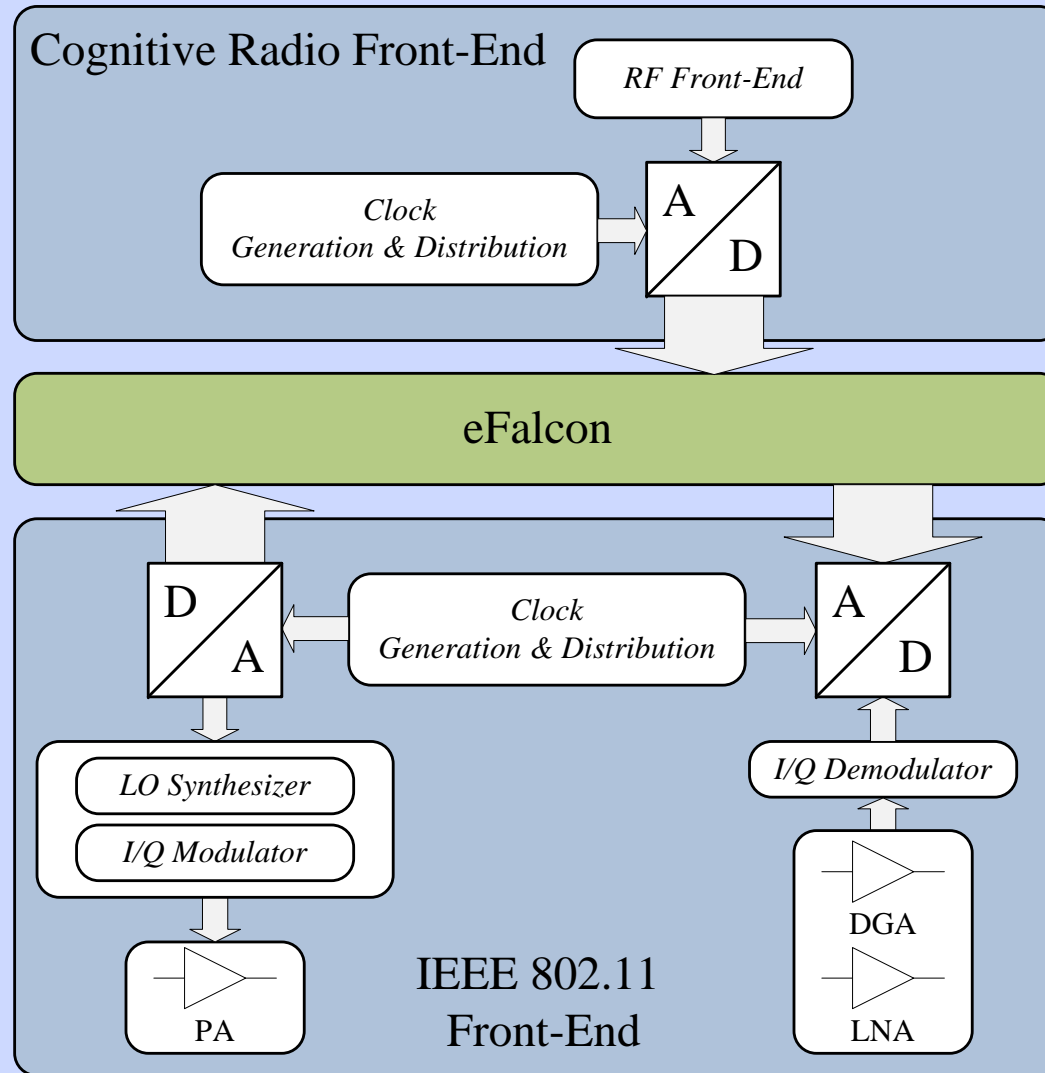 Cognitive Radio Front-End
RF Front-End
A
D
Clock
Generation & Distribution
eFalcon
D
A
Clock
Generation & Distribution
A
D
LO Synthesizer
I/Q Modulator
I/Q Demodulator
DGA
LNA
PA
IEEE 802.11
Front-End